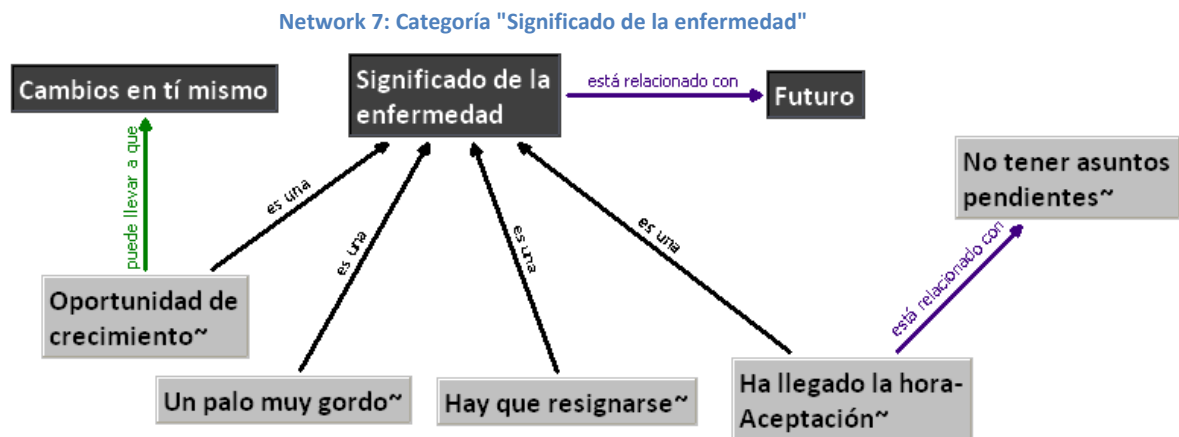 Network 7: Categoría "Significado de la enfermedad"
Cambios en tí mismo
Significado de la
enfermedad
está relacionado con
Futuro
No tener asuntos
pendientes~
puede llevar a que
es una
es una
es una
es una
está relacionado con
Oportunidad de
crecimiento~
Un palo muy gordo~
Hay que resignarse~
Ha llegado la hora-
Aceptación~